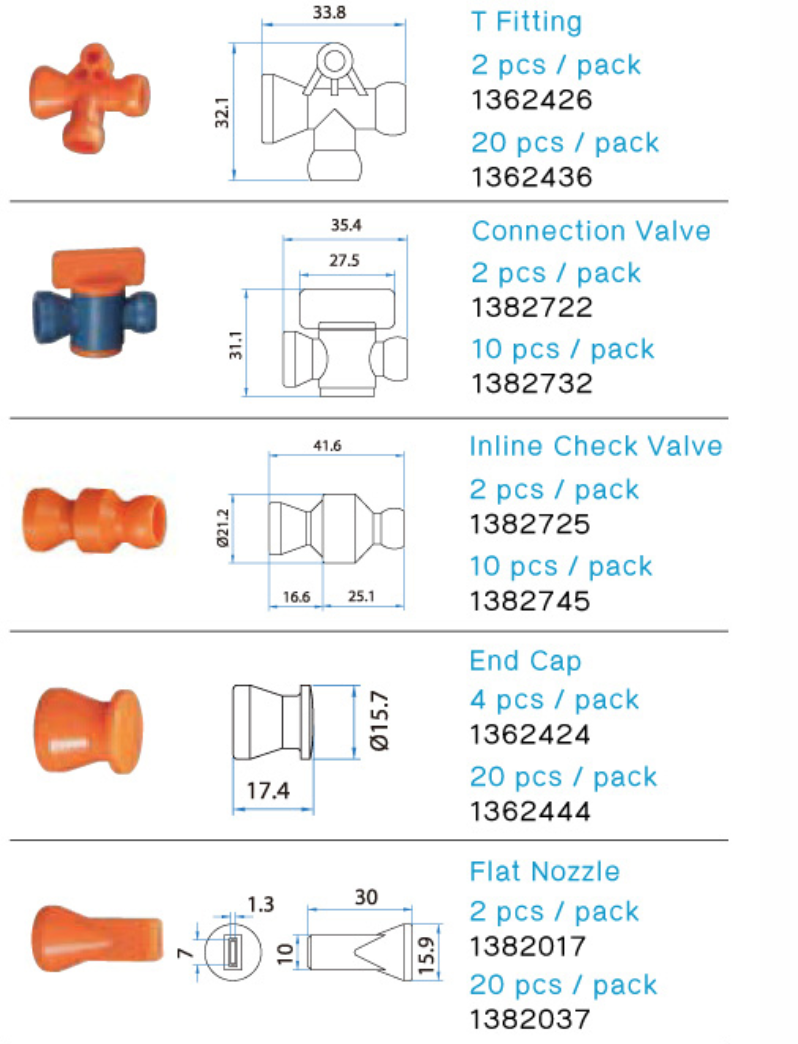 33.8
32.1
T Fitting
2 pcs / pack
1362426
20 pcs / pack
1362436
35.4
27.5
31.1
Connection Valve
2 pcs / pack
1382722
10 pcs / pack
1382732
41.6
Ø21.2
16.6
25.1
Inline Check Valve
2 pcs / pack
1382725
10 pcs / pack
1382745
Ø15.7
17.4
End Cap
4 pcs / pack
1362424
20 pcs / pack
1362444
1.3
7
30
10
15.9
Flat Nozzle
2 pcs / pack
1382017
20 pcs / pack
1382037